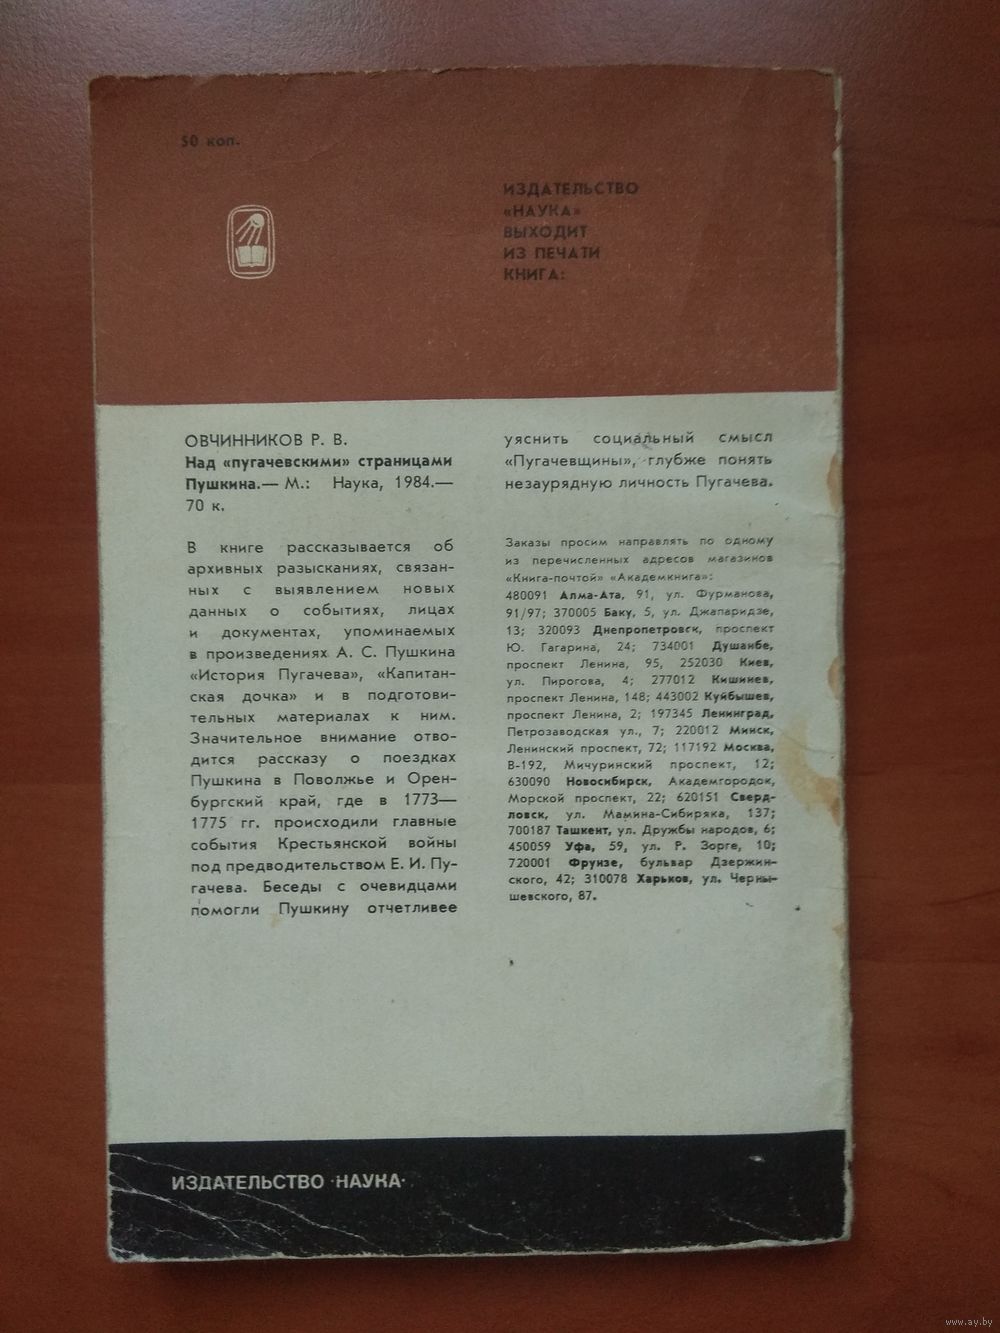 50 коп.
ИЗДАТЕЛЬСТВО
«НАУКА»
ВЫХОДИТ
ИЗ ПЕЧАТИ
КНИГА:
ОВЧИННИКОВ Р. В.
Над «пугачевскими» страницами
Пушкина.— М.: Наука, 1984.—
70 к.
В книге рассказывается об
архивных разысканиях, связан-
ных с выявлением новых
данных о событиях, лицах
и документах, упоминаемых
в произведениях А. С. Пушкина
«История Пугачева», «Капитан-
ская дочка» и в подготови-
тельных материалах к ним.
Значительное внимание отво-
дится рассказу о поездках
Пушкина в Поволжье и Орен-
бургский край, где в 1773—
1775 гг. происходили главные
события Крестьянской войны
под предводительством Е. И. Пу-
гачева. Беседы с очевидцами
помогли Пушкину отчетливее
уяснить социальный смысл
«Пугачевщины», глубже понять
незаурядную личность Пугачева.
Заказы просим направлять по одному
из перечисленных адресов магазинов
«Книга-почтой» «Академкнига»:
480091 Алма-Ата, 91, ул. Фурманова,
91/97; 370005 Баку, 5, ул. Джапаридзе,
13; 320093 Днепропетровск, проспект
Ю. Гагарина, 24; 734001 Душанбе,
проспект Ленина, 95, 252030 Киев,
ул. Пирогова, 4; 277012 Кишинев,
проспект Ленина, 148; 443002 Куйбышев,
проспект Ленина, 2; 197345 Ленинград,
Петрозаводская ул., 7; 220012 Минск,
Ленинский проспект, 72; 117192 Москва,
В-192, Мичуринский проспект, 12;
630090 Новосибирск, Академгородок,
Морской проспект, 22; 620151 Сверд-
ловск, ул. Мамина-Сибиряка, 137;
700187 Ташкент, ул. Дружбы народов, 6;
450059 Уфа, 59, ул. Р. Зорге, 10;
720001 Фрунзе, бульвар Дзержин-
ского, 42; 310078 Харьков, ул. Черны-
шевского, 87.
ИЗДАТЕЛЬСТВО ·НАУКА·
www.ay.by